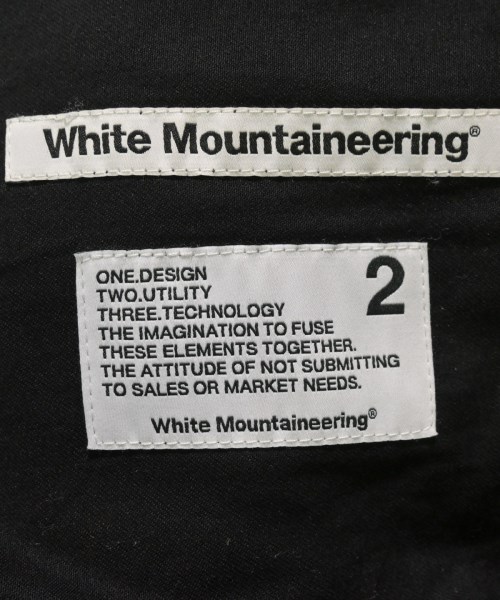 White Mountaineering®
2
ONE.DESIGN
TWO.UTILITY
THREE.TECHNOLOGY
THE IMAGINATION TO FUSE
THESE ELEMENTS TOGETHER.
THE ATTITUDE OF NOT SUBMITTING
TO SALES OR MARKET NEEDS.
White Mountaineering®